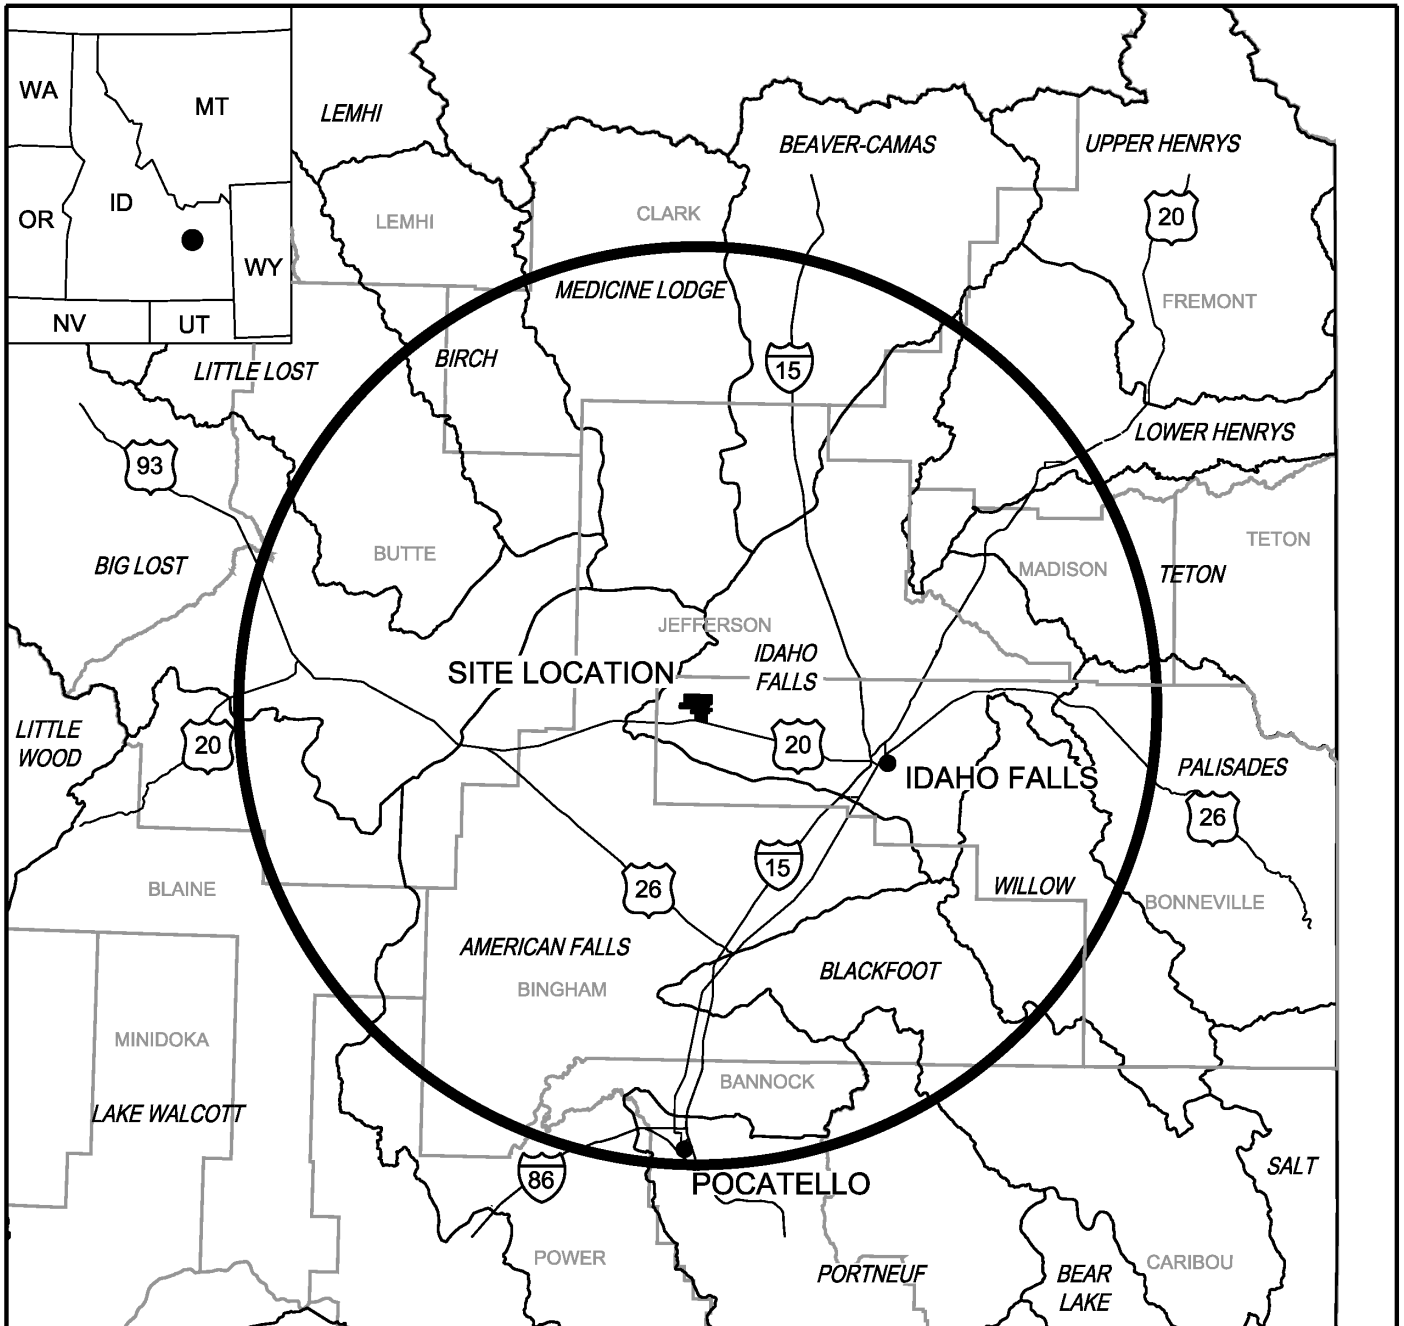 WA
MT
OR
ID
WY
NV
UT
LEMHI
BEAVER-CAMAS
UPPER HENRYS
LEMHI
CLARK
20
MEDICINE LODGE
FREMONT
LITTLE LOST
BIRCH
15
LOWER HENRYS
93
BIG LOST
BUTTE
MADISON
TETON
TETON
JEFFERSON
SITE LOCATION
IDAHO
FALLS
LITTLE
WOOD
20
20
IDAHO FALLS
PALISADES
26
15
26
BLAINE
WILLOW
BONNEVILLE
AMERICAN FALLS
BLACKFOOT
BINGHAM
MINIDOKA
BANNOCK
LAKE WALCOTT
SALT
86
POCATELLO
POWER
PORTNEUF
BEAR
LAKE
CARIBOU